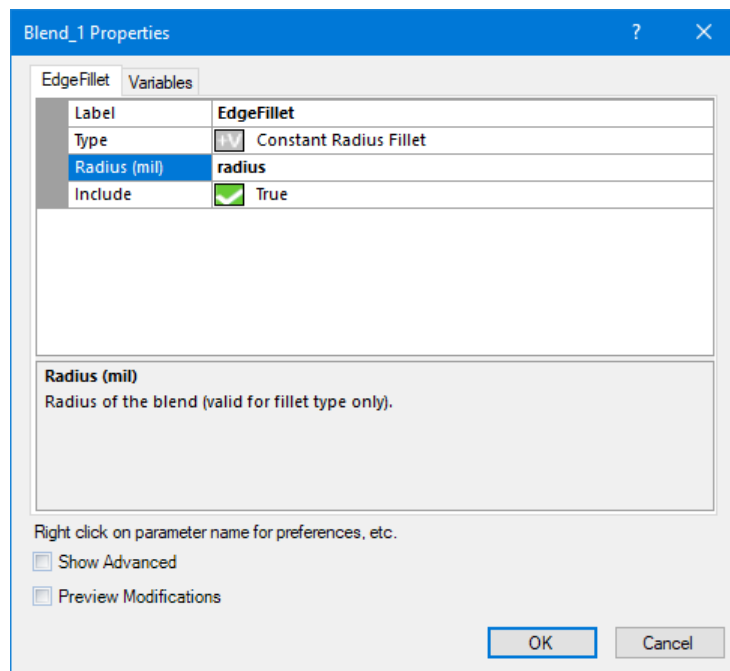 Blend_1 Properties ?
EdgeFillet Variables
Label EdgeFillet
Type +V Constant Radius Fillet
Radius (mil) radius
Include True
Radius (mil)
Radius of the blend (valid for fillet type only).
Right click on parameter name for preferences, etc.
Show Advanced
Preview Modifications
OK Cancel